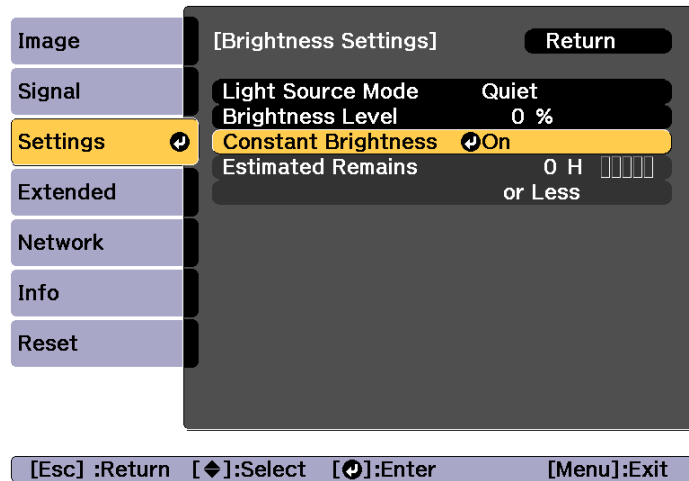 Image
Signal
Settings
Extended
Network
Info
Reset
[Brightness Settings] Return
Light Source Mode Quiet
Brightness Level 0 %
Constant Brightness On
Estimated Remains 0 H
or Less
[Esc] :Return [◆]:Select [↵]:Enter [Menu]:Exit